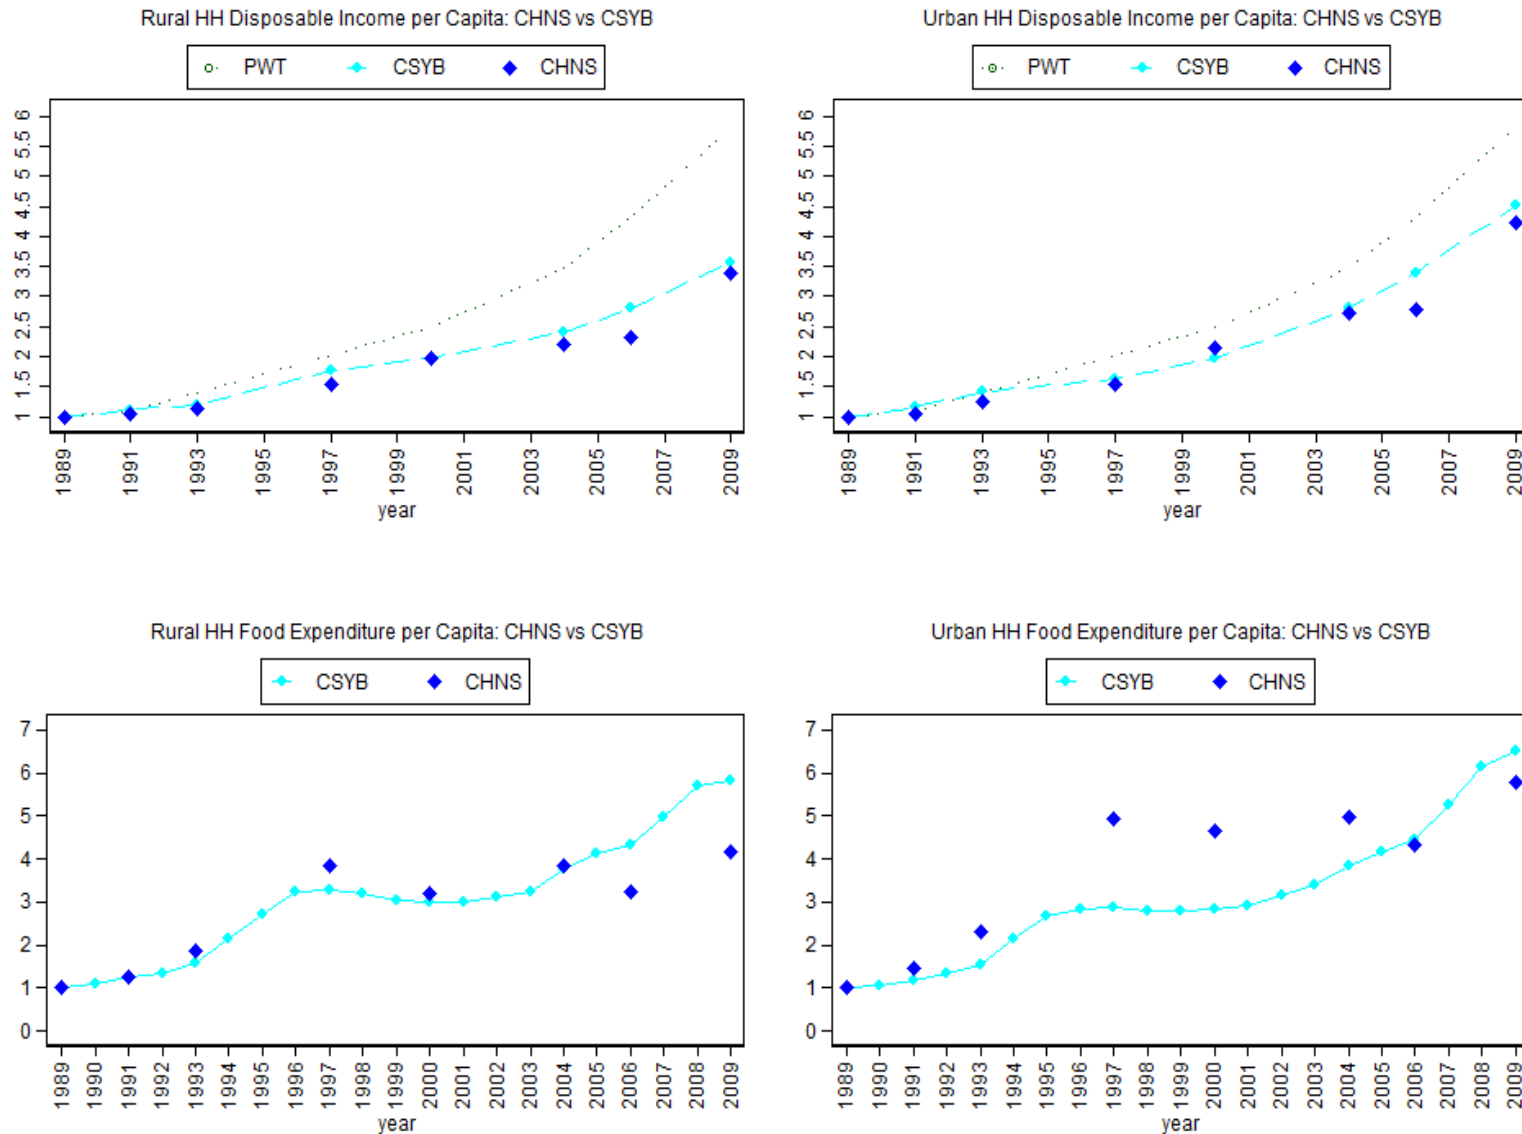 Rural HH Disposable Income per Capita: CHNS vs CSYB
PWT CSYB CHNS
6
5.5
5
4.5
4
3.5
3
2.5
2
1.5
1
1989 1991 1993 1995 1997 1999 2001 2003 2005 2007 2009
year
Urban HH Disposable Income per Capita: CHNS vs CSYB
PWT CSYB CHNS
6
5.5
5
4.5
4
3.5
3
2.5
2
1.5
1
1989 1991 1993 1995 1997 1999 2001 2003 2005 2007 2009
year
Rural HH Food Expenditure per Capita: CHNS vs CSYB
CSYB CHNS
7
6
5
4
3
2
1
0
1989 1990 1991 1992 1993 1994 1995 1996 1997 1998 1999 2000 2001 2002 2003 2004 2005 2006 2007 2008 2009
year
Urban HH Food Expenditure per Capita: CHNS vs CSYB
CSYB CHNS
7
6
5
4
3
2
1
0
1989 1990 1991 1992 1993 1994 1995 1996 1997 1998 1999 2000 2001 2002 2003 2004 2005 2006 2007 2008 2009
year